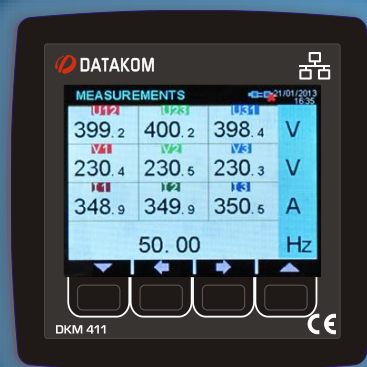 DATAKOM
MEASUREMENTS 21/01/2013
16:35
U12 U23 U31
399.2 400.2 398.4 V
V1 V2 V3
230.4 230.5 230.3 V
I1 I2 I3
348.9 349.9 350.5 A
50.00 Hz
DKM 411 CE